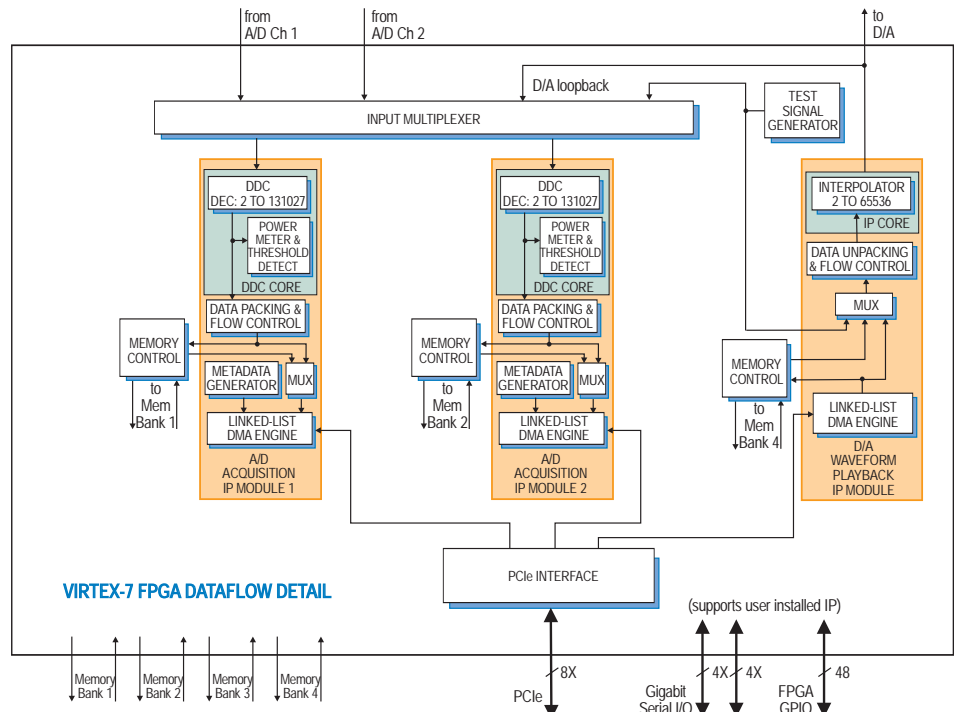 from
A/D Ch 1
from
A/D Ch 2
to
D/A
D/A loopback
INPUT MULTIPLEXER
TEST
SIGNAL
GENERATOR
DDC
DEC: 2 TO 131027
POWER
METER &
THRESHOLD
DETECT
DDC CORE
DATA PACKING &
FLOW CONTROL
MEMORY
CONTROL
to
Mem
Bank 1
METADATA
GENERATOR
MUX
LINKED-LIST
DMA ENGINE
A/D
ACQUISITION
IP MODULE 1
DDC
DEC: 2 TO 131027
POWER
METER &
THRESHOLD
DETECT
DDC CORE
DATA PACKING &
FLOW CONTROL
MEMORY
CONTROL
to
Mem
Bank 2
METADATA
GENERATOR
MUX
LINKED-LIST
DMA ENGINE
A/D
ACQUISITION
IP MODULE 2
INTERPOLATOR
2 TO 65536
IP CORE
DATA UNPACKING
& FLOW CONTROL
MUX
MEMORY
CONTROL
to
Mem
Bank 4
LINKED-LIST
DMA ENGINE
D/A
WAVEFORM
PLAYBACK
IP MODULE
PCIe INTERFACE
VIRTEX-7 FPGA DATAFLOW DETAIL
(supports user installed IP)
Memory
Bank 1
Memory
Bank 2
Memory
Bank 3
Memory
Bank 4
8X
PCIe
4X
4X
Gigabit
Serial I/O
48
FPGA
GPIO